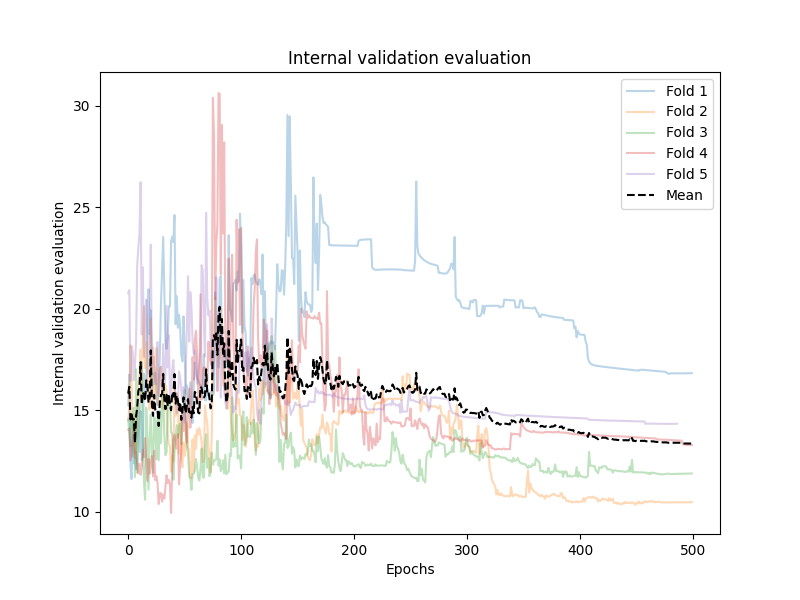 Internal validation evaluation
Internal validation evaluation
30
25
20
15
10
0
100
200
300
400
500
Epochs
Fold 1
Fold 2
Fold 3
Fold 4
Fold 5
Mean